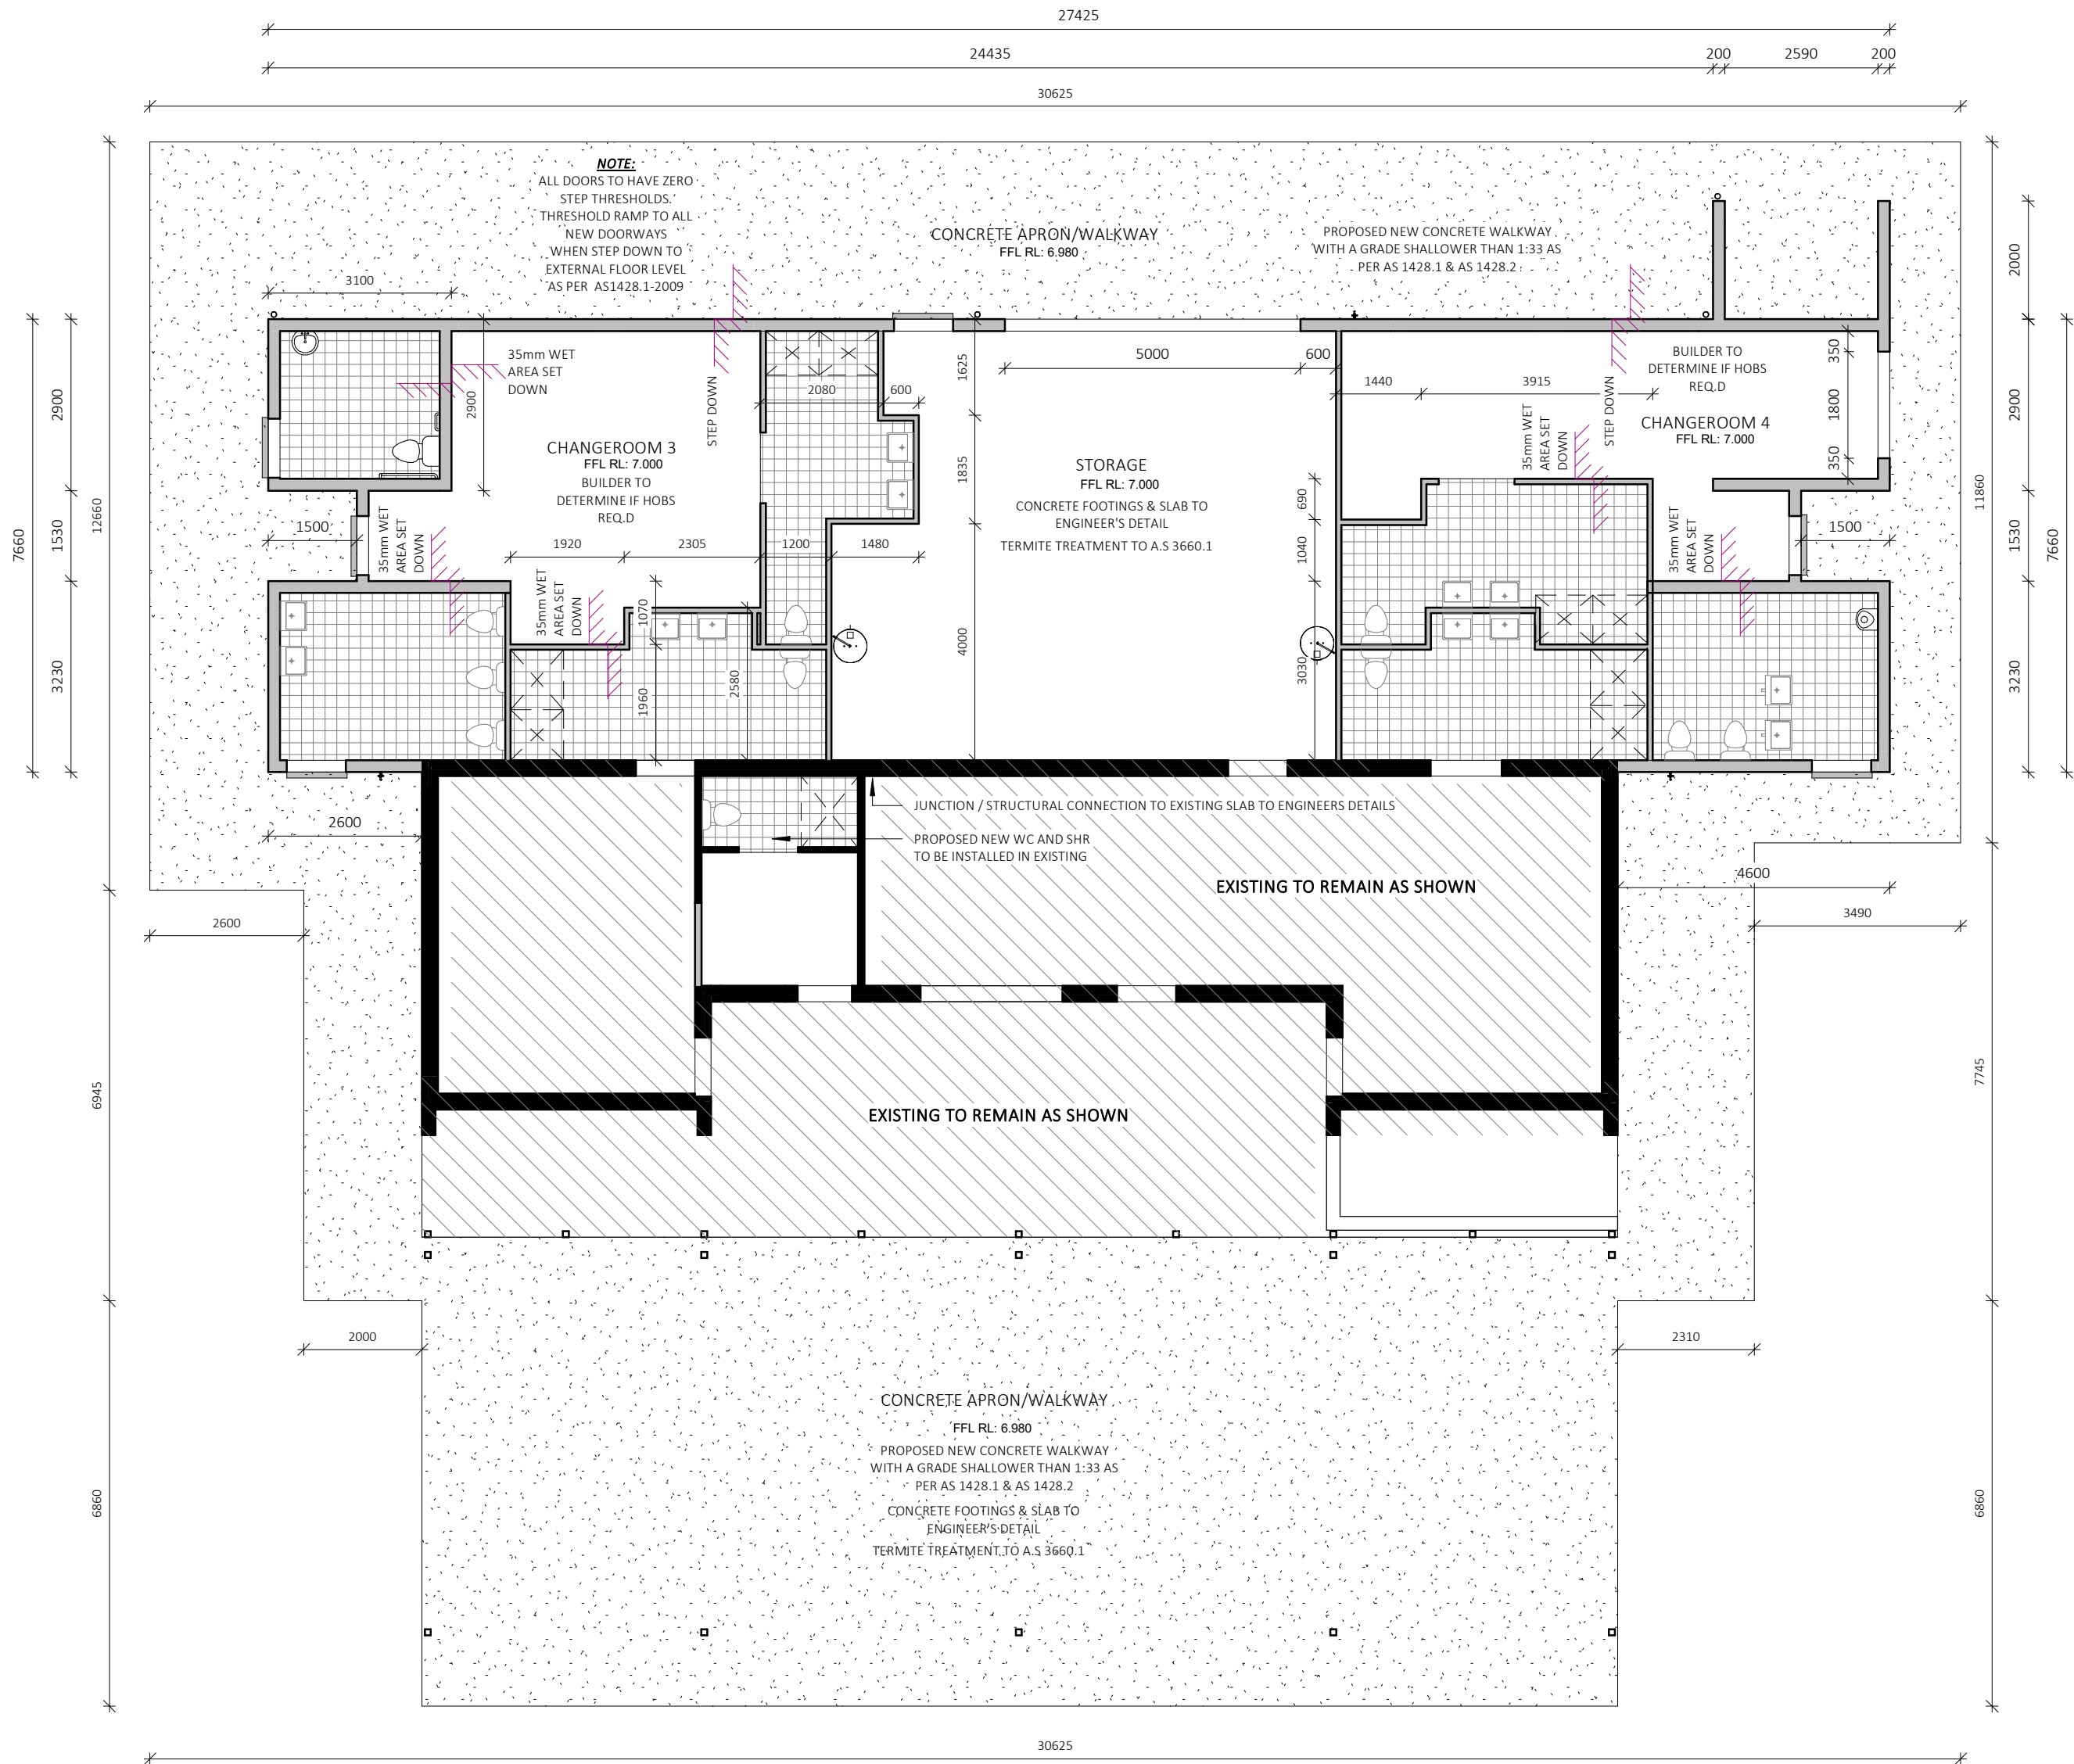 27425
24435
200
2590
200
30625
NOTE:
ALL DOORS TO HAVE ZERO
STEP THRESHOLDS.
THRESHOLD RAMP TO ALL
NEW DOORWAYS
WHEN STEP DOWN TO
EXTERNAL FLOOR LEVEL
AS PER AS1428.1-2009
CONCRETE APRON/WALKWAY
FFL RL: 6.980
PROPOSED NEW CONCRETE WALKWAY
WITH A GRADE SHALLOWER THAN 1:33 AS
PER AS 1428.1 & AS 1428.2
2000
3100
35mm WET
AREA SET
DOWN
2900
2900
12660
7660
1530
3230
CHANGEROOM 3
FFL RL: 7.000
BUILDER TO
DETERMINE IF HOBS
REQ.D
STEP DOWN
2080
600
1625
1835
4000
5000
600
STORAGE
FFL RL: 7.000
CONCRETE FOOTINGS & SLAB TO
ENGINEER'S DETAIL
TERMITE TREATMENT TO A.S 3660.1
1440
3915
STEP DOWN
BUILDER TO
DETERMINE IF HOBS
REQ.D
CHANGEROOM 4
FFL RL: 7.000
350
1800
350
2900
11860
1530
7660
3230
35mm WET
AREA SET
DOWN
690
1040
3030
1500
35mm WET
AREA SET
DOWN
1920
2305
1200
1480
35mm WET
AREA SET
DOWN
1070
1960
2580
35mm WET
AREA SET
DOWN
1500
JUNCTION / STRUCTURAL CONNECTION TO EXISTING SLAB TO ENGINEERS DETAILS
PROPOSED NEW WC AND SHR
TO BE INSTALLED IN EXISTING
2600
EXISTING TO REMAIN AS SHOWN
4600
2600
3490
6945
7745
EXISTING TO REMAIN AS SHOWN
2000
2310
CONCRETE APRON/WALKWAY
FFL RL: 6.980
PROPOSED NEW CONCRETE WALKWAY
WITH A GRADE SHALLOWER THAN 1:33 AS
PER AS 1428.1 & AS 1428.2
CONCRETE FOOTINGS & SLAB TO
ENGINEER'S DETAIL
TERMITE TREATMENT TO A.S 3660.1
6860
6860
30625